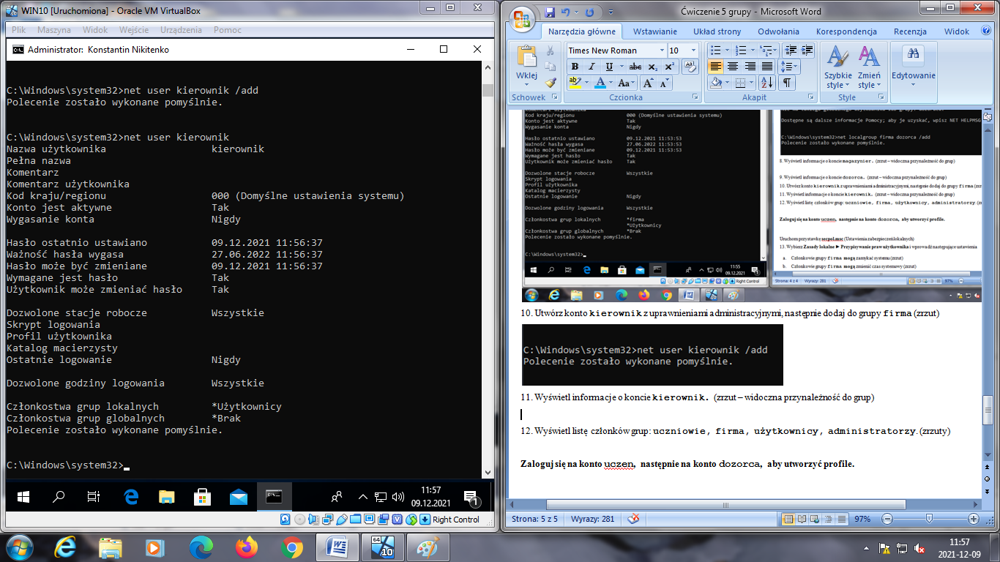 WIN10 [Uruchomiona] - Oracle VM VirtualBox
Plik Maszyna Widok Wejście Urządzenia Pomoc
Administrator: Konstantin Nikitenko
C:\Windows\system32>net user kierownik /add
Polecenie zostało wykonane pomyślnie.
C:\Windows\system32>net user kierownik
Nazwa użytkownika kierownik
Pełna nazwa
Komentarz
Komentarz użytkownika
Kod kraju/regionu 000 (Domyślne ustawienia systemu)
Konto jest aktywne Tak
Wygasanie konta Nigdy
Hasło ostatnio ustawiano 09.12.2021 11:56:37
Ważność hasła wygasa 27.06.2022 11:56:37
Hasło może być zmieniane 09.12.2021 11:56:37
Wymagane jest hasło Tak
Użytkownik może zmieniać hasło Tak
Dozwolone stacje robocze Wszystkie
Skrypt logowania
Profil użytkownika
Katalog macierzysty
Ostatnie logowanie Nigdy
Dozwolone godziny logowania Wszystkie
Członkostwa grup lokalnych *Użytkownicy
Członkostwa grup globalnych *Brak
Polecenie zostało wykonane pomyślnie.
C:\Windows\system32>
11:57
09.12.2021
1
Right Control
Ćwiczenie 5 grupy - Microsoft Word
Narzędzia główne Wstawianie Układ strony Odwołania Korespondencja Recenzja Widok
Times New Roman 10
Wklej
Szybkie style Zmień style Edytowanie
Schowek Czcionka Akapit Style
Kod kraju/regionu 000 (Domyślne ustawienia systemu)
Konto jest aktywne Tak
Wygasanie konta Nigdy
Hasło ostatnio ustawiano 09.12.2021 11:53:53
Ważność hasła wygasa 27.06.2022 11:53:53
Hasło może być zmieniane 09.12.2021 11:53:53
Wymagane jest hasło Tak
Użytkownik może zmieniać hasło Tak
Dozwolone stacje robocze Wszystkie
Skrypt logowania
Profil użytkownika
Katalog macierzysty
Ostatnie logowanie Nigdy
Dozwolone godziny logowania Wszystkie
Członkostwa grup lokalnych *firma
*Użytkownicy
Członkostwa grup globalnych *Brak
Polecenie zostało wykonane pomyślnie.
C:\Windows\system32>
11:55
09.12.2021
Right Control
Dostępne są dalsze informacje Pomocy; aby je uzyskać, wpisz NET HELPMSG
C:\Windows\system32>net localgroup firma dozorca /add
Polecenie zostało wykonane pomyślnie.
8. Wyświetl informacje o koncie magazynier. (zrzut – widoczna przynależność do grup)
9. Wyświetl informacje o koncie dozorca. (zrzut – widoczna przynależność do grup)
10. Utwórz konto kierownik z uprawnieniami administracyjnymi, następnie dodaj do grupy firma
11. Wyświetl informacje o koncie kierownik. (zrzut – widoczna przynależność do grup)
12. Wyświetl listę członków grup: uczniowie, firma, użytkownicy, administratorzy.
Zaloguj się na konto uczen, następnie na konto dozorca, aby utworzyć profile.
Uruchom przystawkę secpol.msc (Ustawienia zabezpieczeń lokalnych)
13. Wybierz Zasady lokalne ► Przypisywanie praw użytkownika i wprowadź następujące ustawienia
a. Członkowie grupy firma mogą zamykać systemu (zrzut)
b. Członkowie grupy firma mogą zmienić czas systemowy (zrzut)
Strona: 4 z 4 Wyrazy: 281 97%
10. Utwórz konto kierownik z uprawnieniami administracyjnymi, następnie dodaj do grupy firma (zrzut)
C:\Windows\system32>net user kierownik /add
Polecenie zostało wykonane pomyślnie.
11. Wyświetl informacje o koncie kierownik. (zrzut – widoczna przynależność do grup)
12. Wyświetl listę członków grup: uczniowie, firma, użytkownicy, administratorzy. (zrzuty)
Zaloguj się na konto uczen, następnie na konto dozorca, aby utworzyć profile.
Strona: 5 z 5 Wyrazy: 281 97%
11:57
2021-12-09